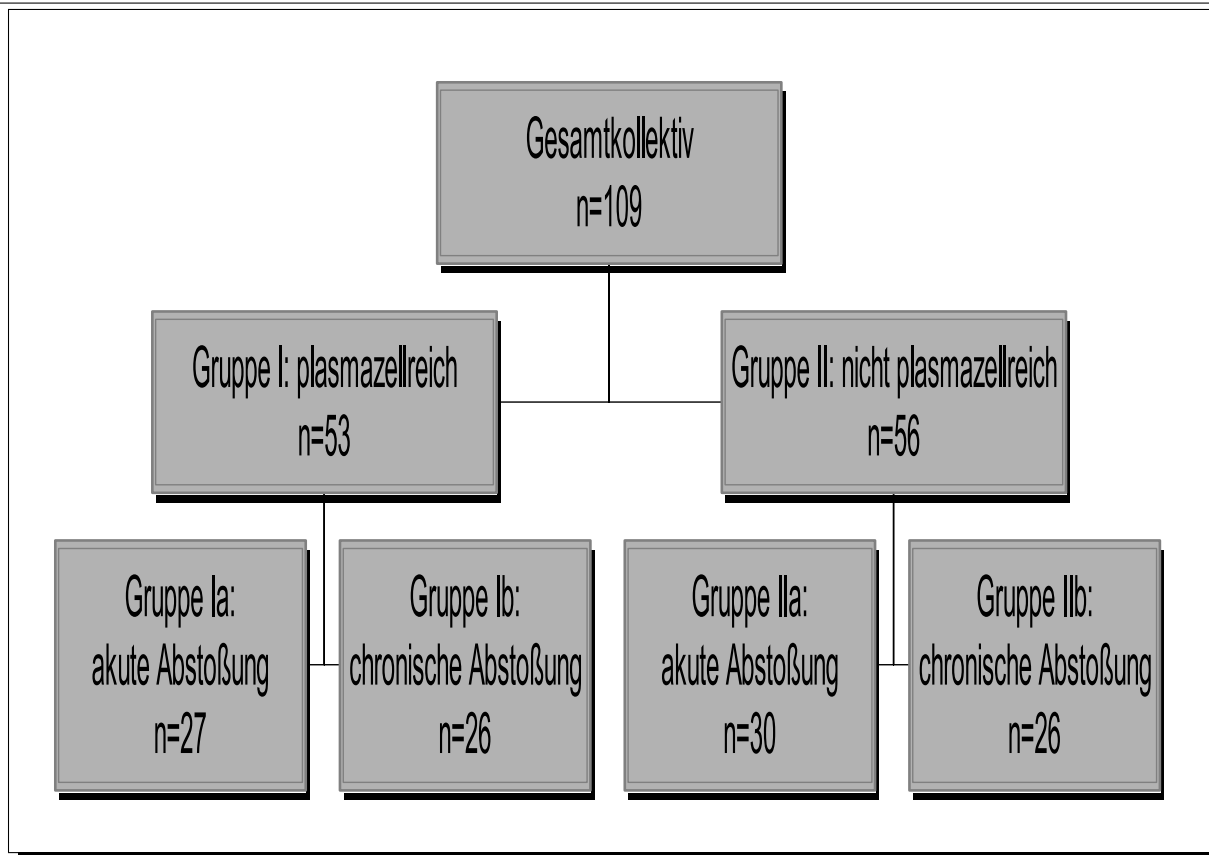 Gesamtkollektiv
n=109
Gruppe I: plasmazellreich
n=53
Gruppe II: nicht plasmazellreich
n=56
Gruppe Ia:
akute Abstoßung
n=27
Gruppe Ib:
chronische Abstoßung
n=26
Gruppe IIa:
akute Abstoßung
n=30
Gruppe IIb:
chronische Abstoßung
n=26